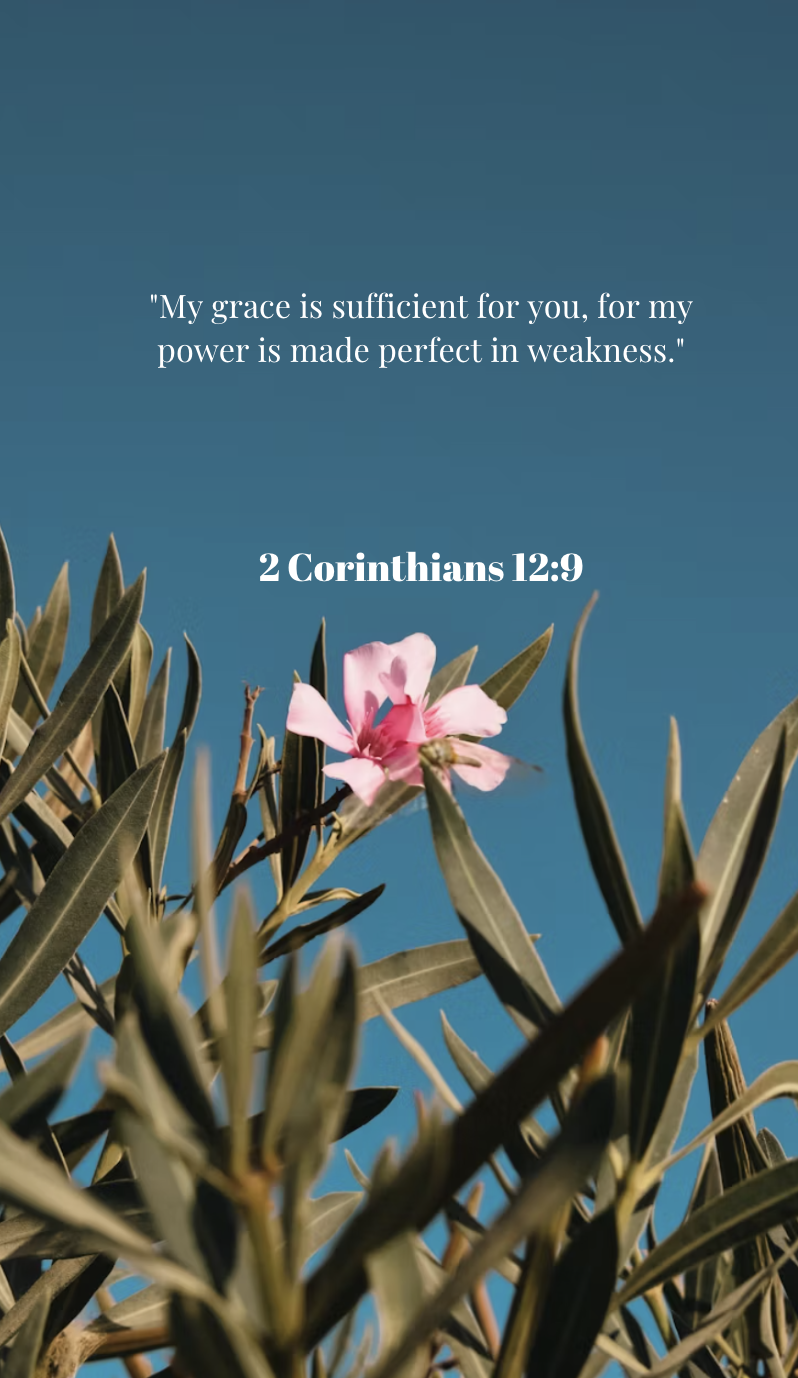 "My grace is sufficient for you, for my
power is made perfect in weakness."
2 Corinthians 12:9